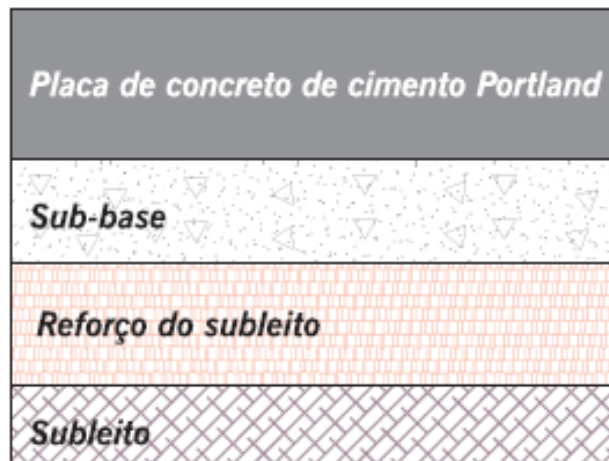 Placa de concreto de cimento Portland
Sub-base
Reforço do subleito
Subleito